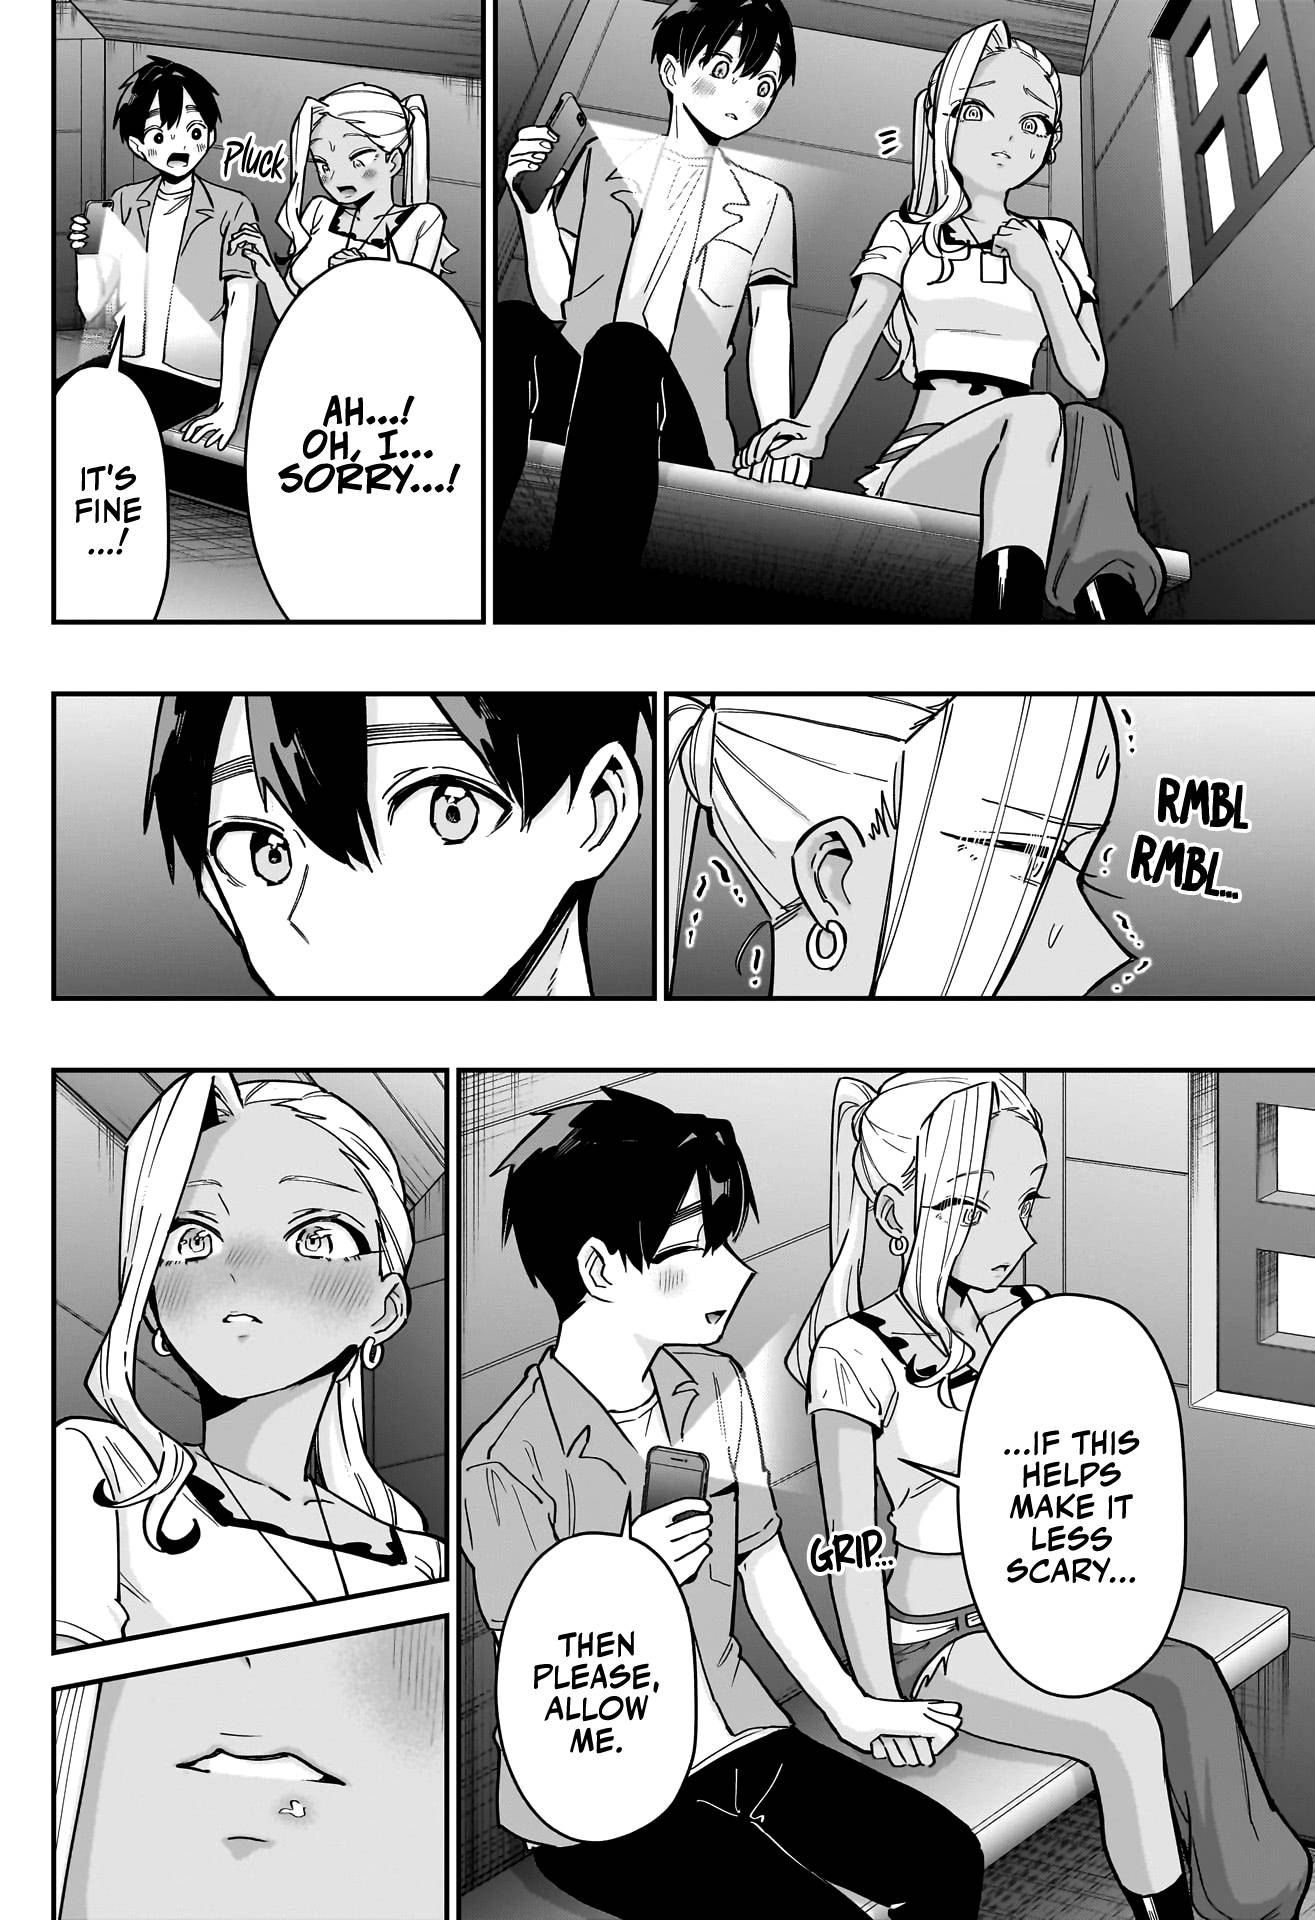 Pluck
AH...!
OH, I...
SORRY...!
IT'S
FINE
...!
RMBL
RMBL...
...IF THIS
HELPS
MAKE IT
LESS
SCARY...
GRIP...
THEN
PLEASE,
ALLOW
ME.